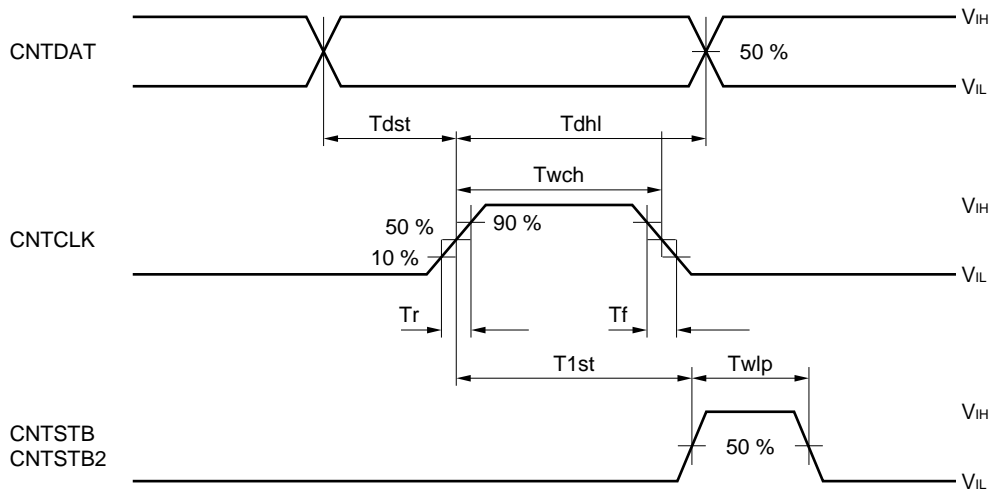 VIH
CNTDAT
50 %
VIL
Tdst
Tdhl
Twch
VIH
50 %
90 %
CNTCLK
10 %
VIL
Tr
Tf
T1st
Twlp
VIH
CNTSTB
CNTSTB2
50 %
VIL